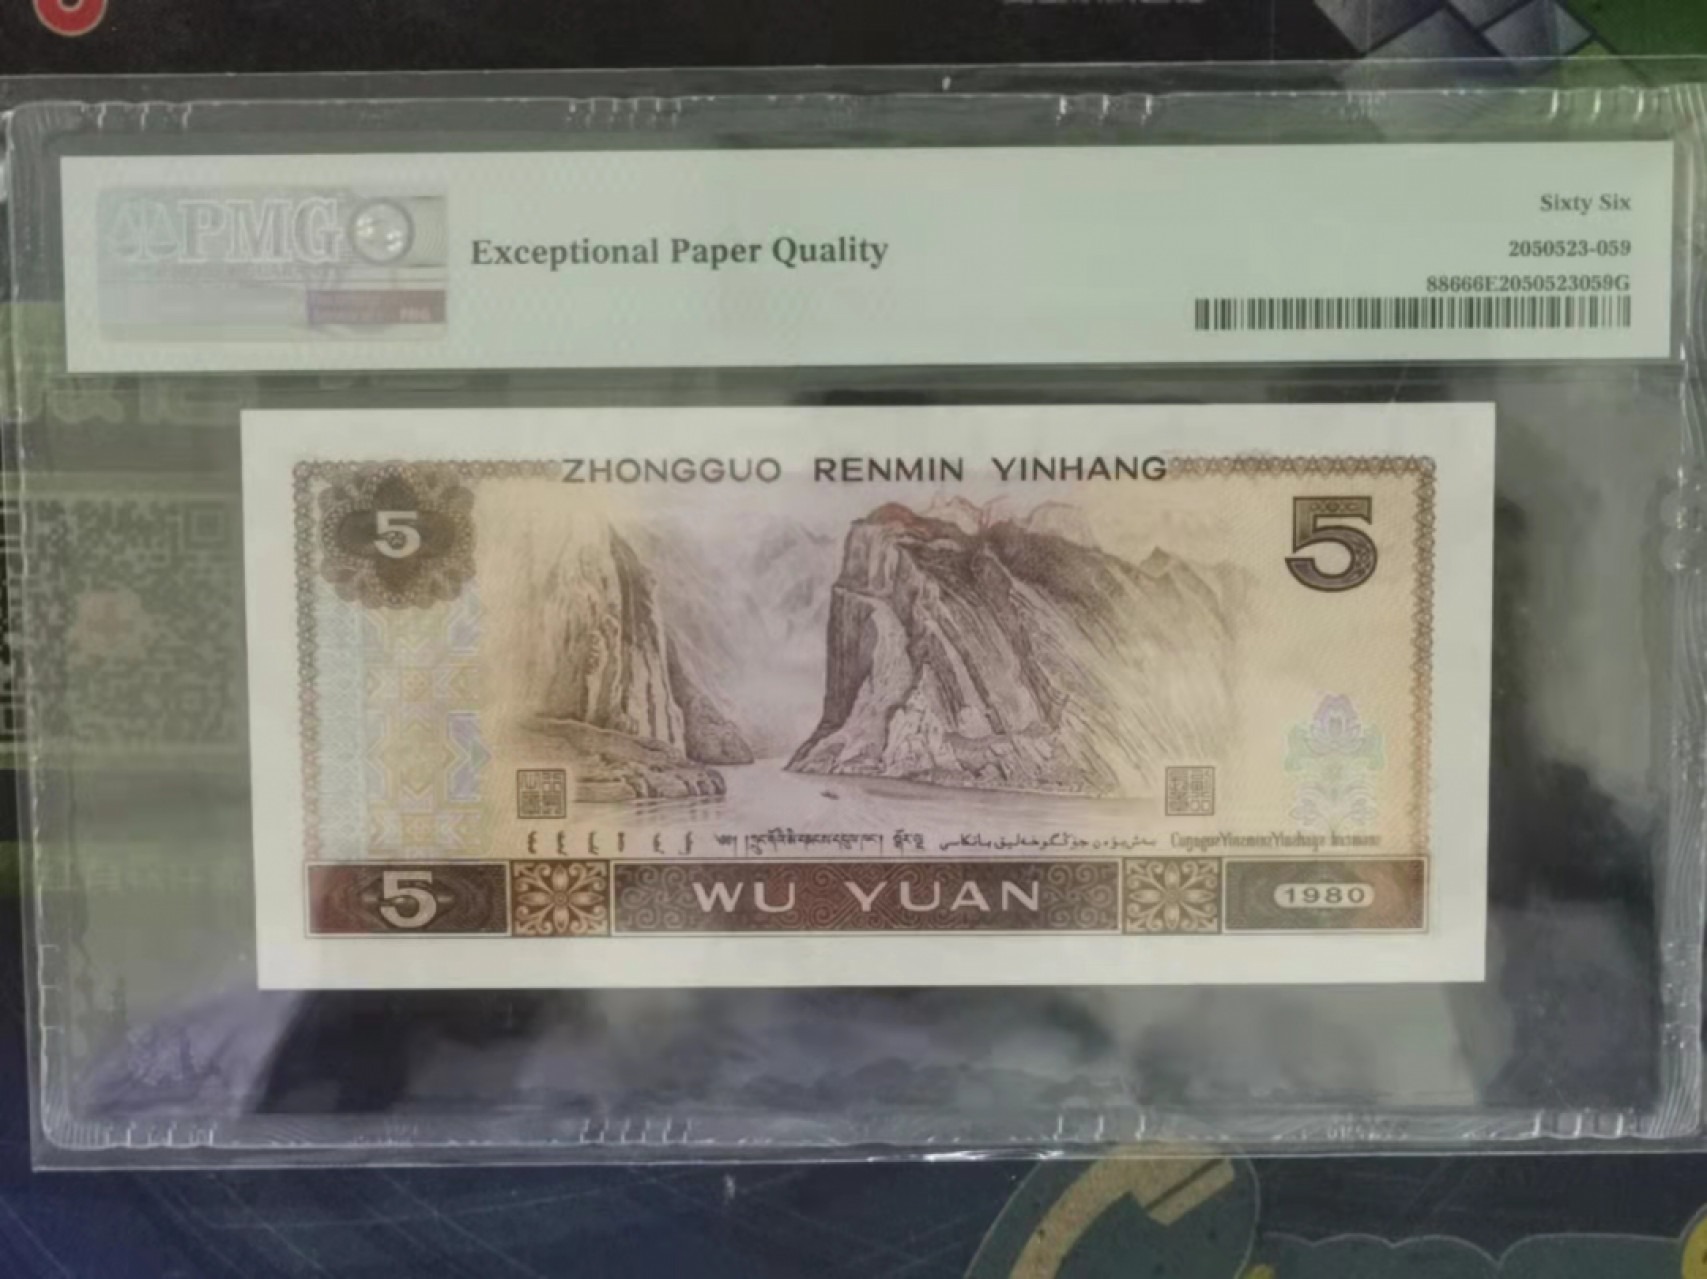 PMG
Exceptional Paper Quality
Sixty Six
2050523-059
88666E2050523059G
ZHONGGUO RENMIN YINHANG
5
5
5
WU YUAN
1980